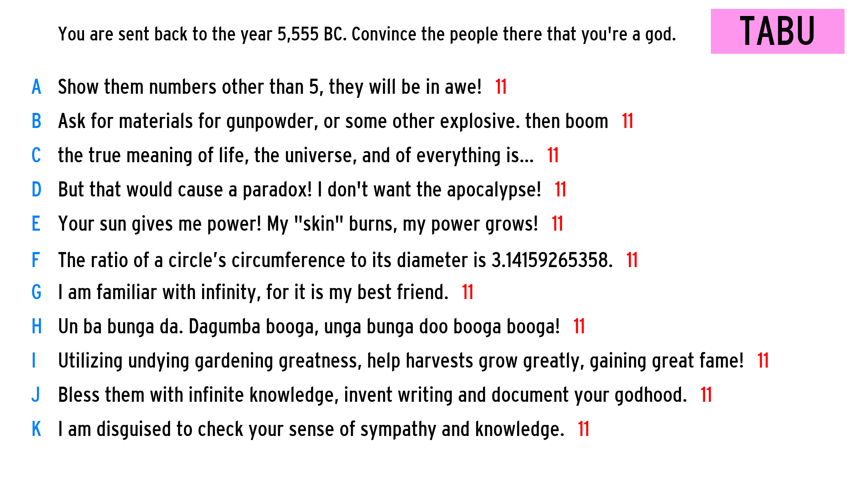 You are sent back to the year 5,555 BC. Convince the people there that you're a god.
TABU
A Show them numbers other than 5, they will be in awe! 11
B Ask for materials for gunpowder, or some other explosive. then boom 11
C the true meaning of life, the universe, and of everything is... 11
D But that would cause a paradox! I don't want the apocalypse! 11
E Your sun gives me power! My "skin" burns, my power grows! 11
F The ratio of a circle’s circumference to its diameter is 3.14159265358. 11
G I am familiar with infinity, for it is my best friend. 11
H Un ba bunga da. Dagumba booga, unga bunga doo booga booga! 11
I Utilizing undying gardening greatness, help harvests grow greatly, gaining great fame! 11
J Bless them with infinite knowledge, invent writing and document your godhood. 11
K I am disguised to check your sense of sympathy and knowledge. 11